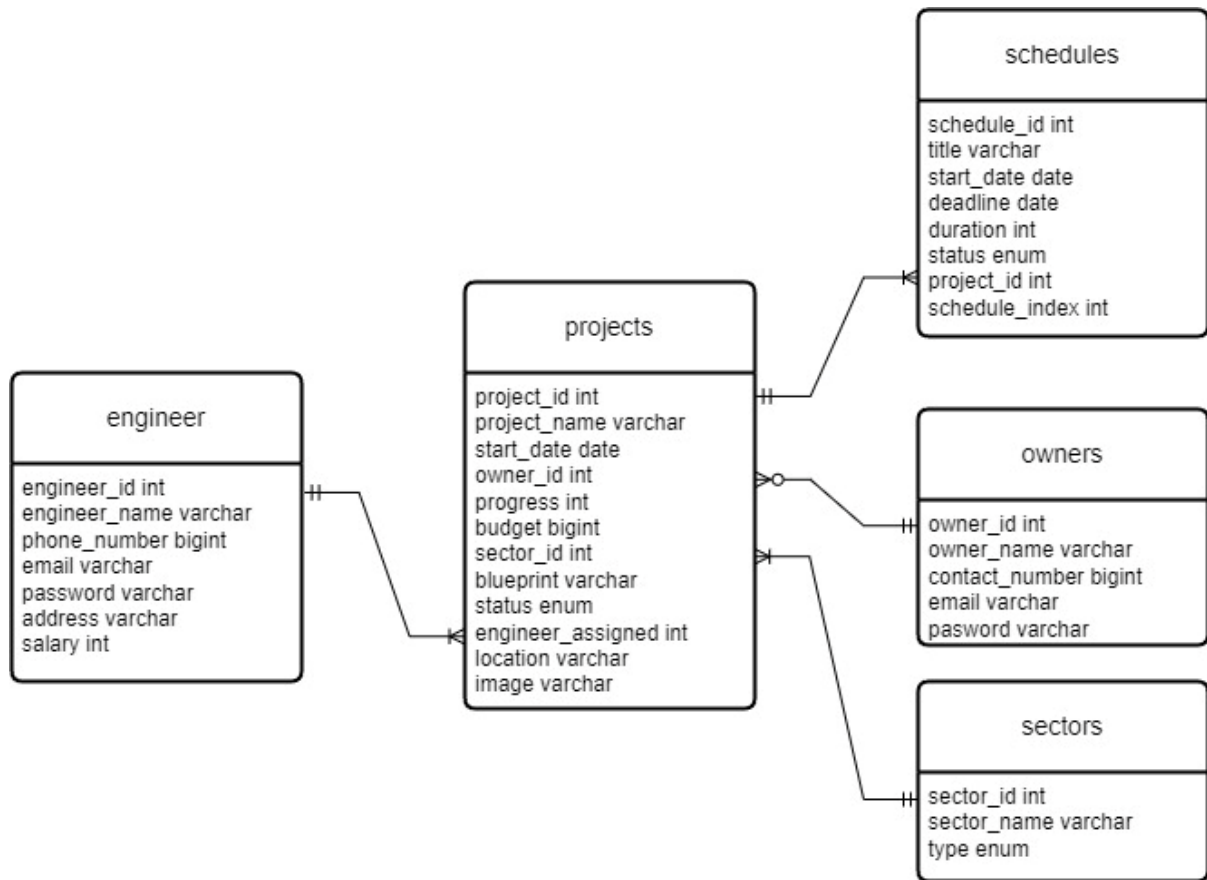 engineer
engineer_id int
engineer_name varchar
phone_number bigint
email varchar
password varchar
address varchar
salary int
projects
project_id int
project_name varchar
start_date date
owner_id int
progress int
budget bigint
sector_id int
blueprint varchar
status enum
engineer_assigned int
location varchar
image varchar
schedules
schedule_id int
title varchar
start_date date
deadline date
duration int
status enum
project_id int
schedule_index int
owners
owner_id int
owner_name varchar
contact_number bigint
email varchar
pasword varchar
sectors
sector_id int
sector_name varchar
type enum